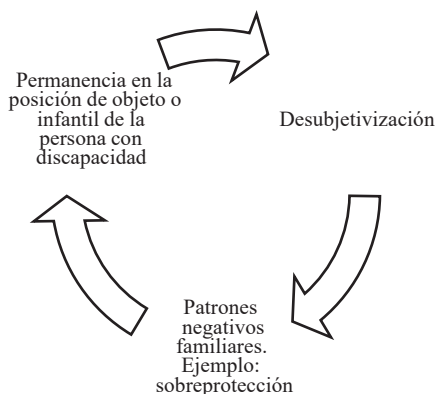 Permanencia en la
posición de objeto o
infantil de la
persona con
discapacidad
Desubjetivización
Patrones
negativos
familiares.
Ejemplo:
sobreprotección